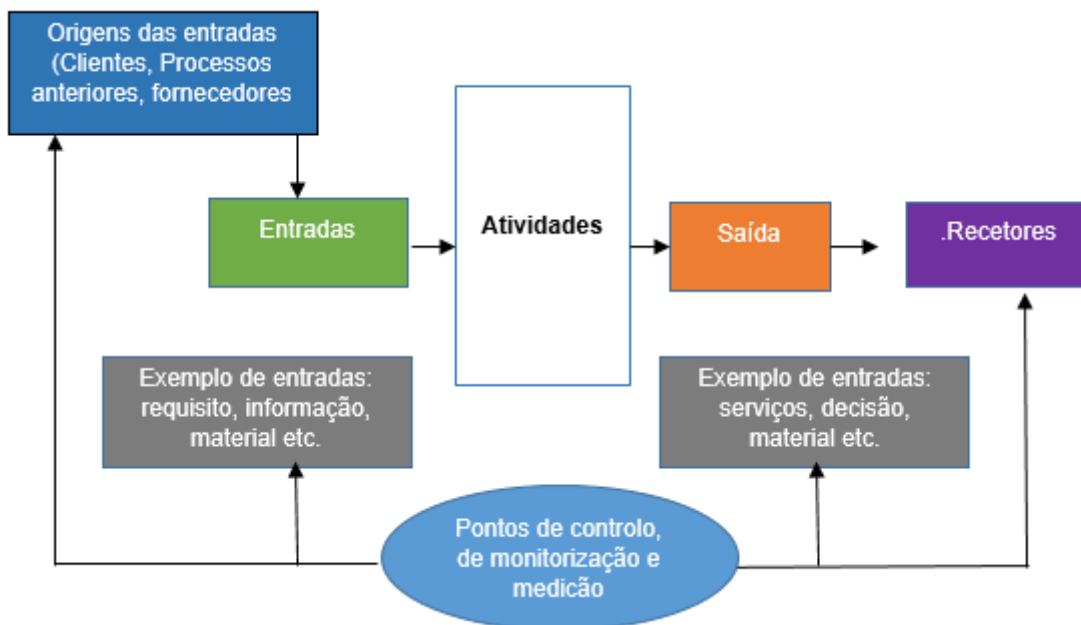 Origens das entradas
(Clientes, Processos
anteriores, fornecedores
Entradas
Atividades
Saída
.Recetores
Exemplo de entradas:
requisito, informação,
material etc.
Exemplo de entradas:
serviços, decisão,
material etc.
Pontos de controlo,
de monitorização e
medicão